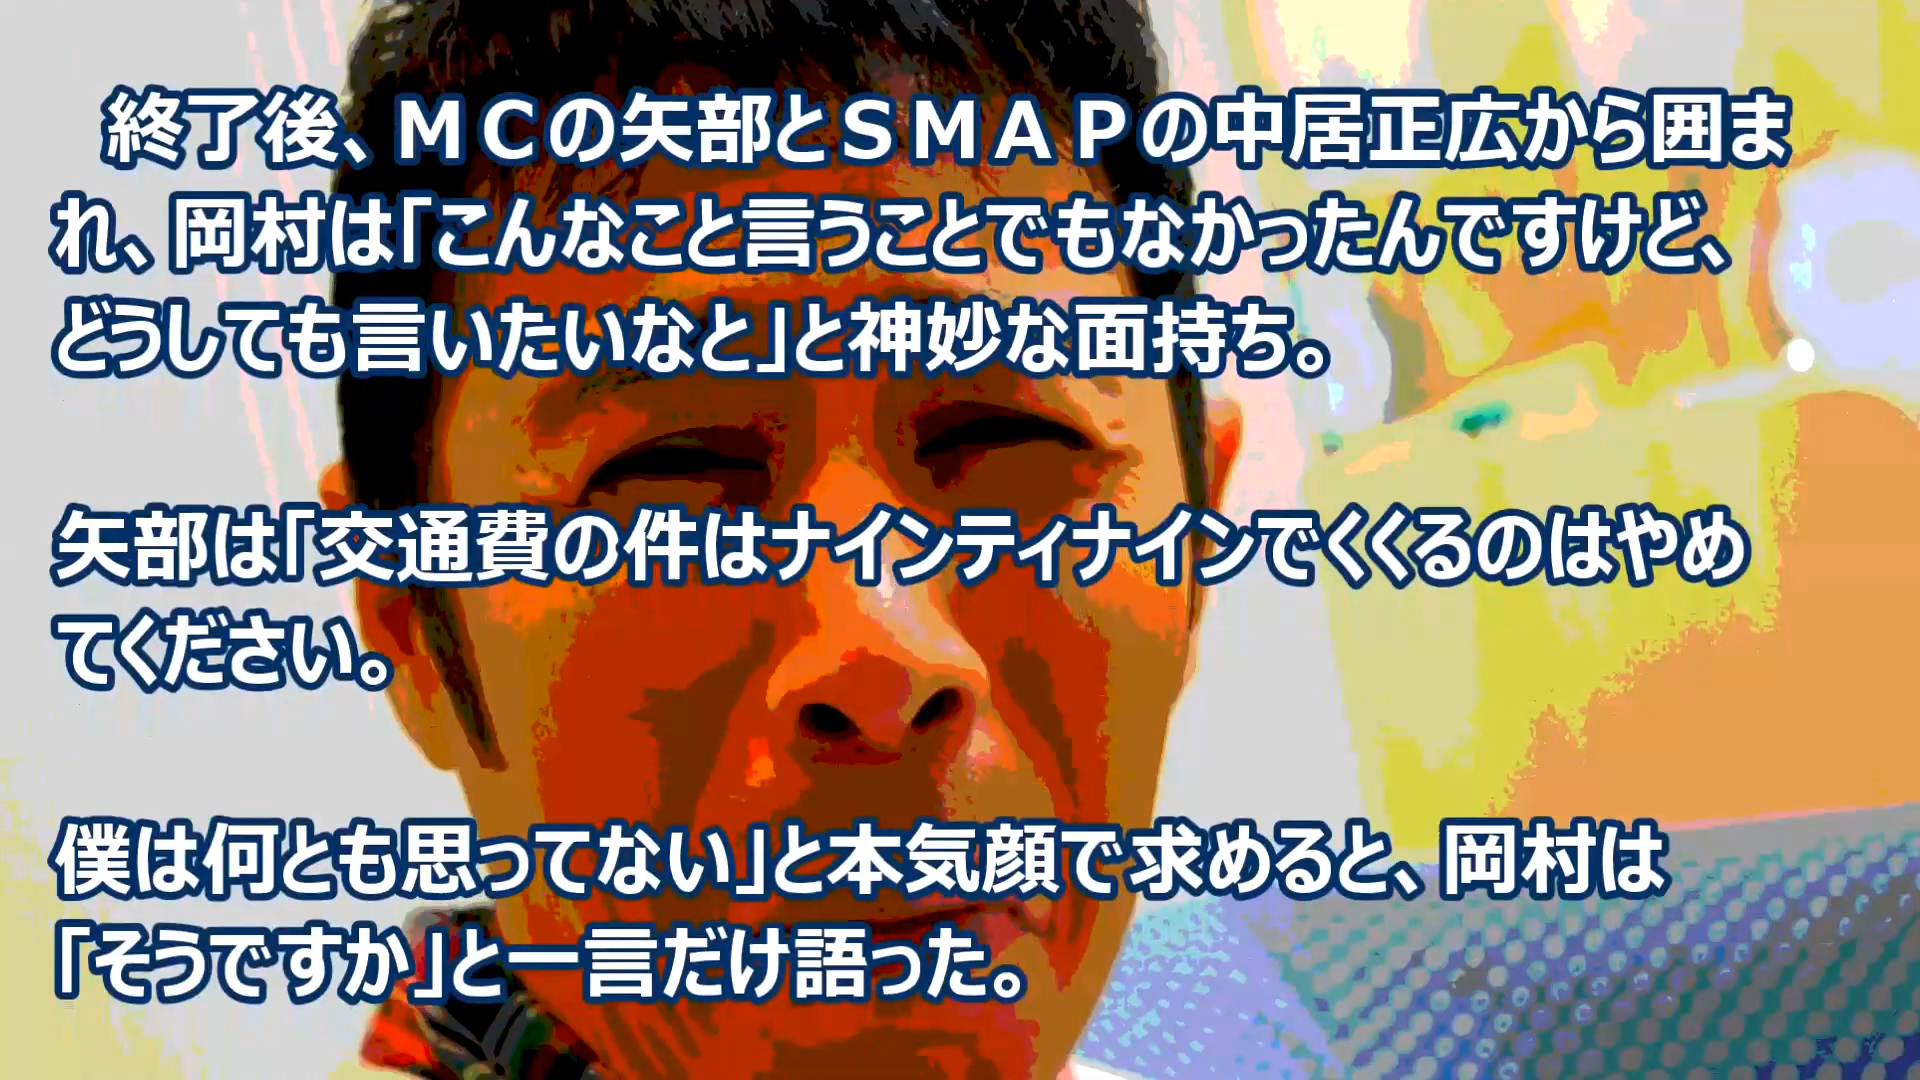 終了後、ＭＣの矢部とＳＭＡＰの中居正広から囲ま
れ、岡村は「こんなこと言うことでもなかったんですけど、
どうしても言いたいなと」と神妙な面持ち。
矢部は「交通費の件はナインティナインでくくるのはやめ
てください。
僕は何とも思ってない」と本気顔で求めると、岡村は
「そうですか」と一言だけ語った。